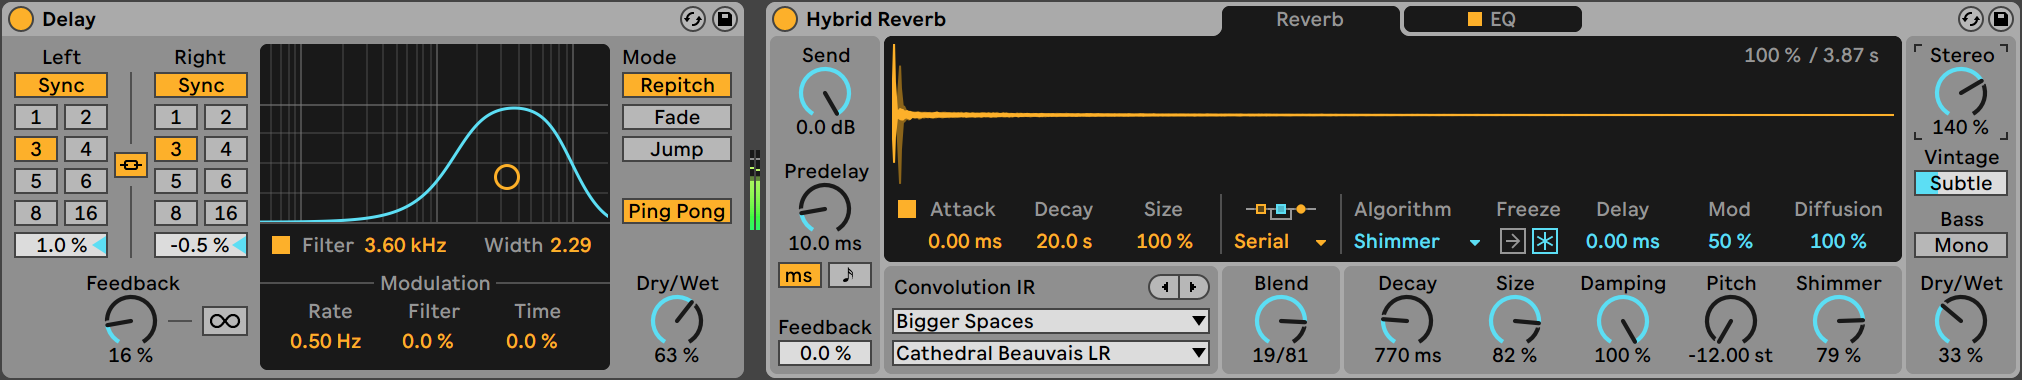 Delay
Left
Right
Sync
Sync
1 2
1 2
3 4
3 4
5 6
5 6
8 16
8 16
1.0 %
-0.5 %
Feedback
16 %
Filter 3.60 kHz Width 2.29
Modulation
Rate Filter Time
0.50 Hz 0.0 % 0.0 %
Mode
Repitch
Fade
Jump
Ping Pong
Dry/Wet
63 %
Hybrid Reverb
Reverb
EQ
Send
0.0 dB
Predelay
10.0 ms
ms
Feedback
0.0 %
100 % / 3.87 s
Attack Decay Size
0.00 ms 20.0 s 100 %
Serial
Algorithm Freeze Delay Mod Diffusion
Shimmer 0.00 ms 50 % 100 %
Convolution IR
Bigger Spaces
Cathedral Beauvais LR
Blend
19/81
Decay Size Damping Pitch Shimmer
770 ms 82 % 100 % -12.00 st 79 %
Stereo
140 %
Vintage
Subtle
Bass
Mono
Dry/Wet
33 %